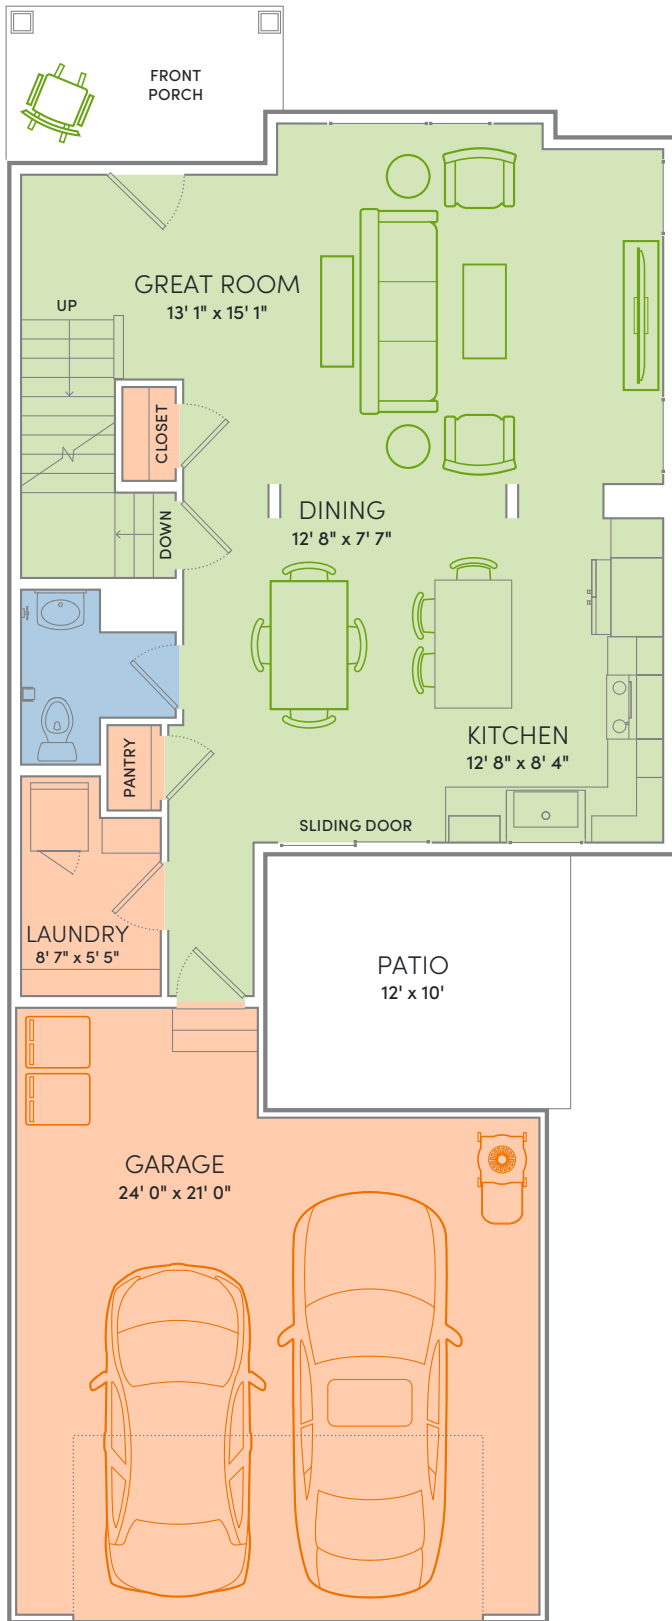 FRONT
PORCH
GREAT ROOM
13' 1" x 15' 1"
UP
CLOSET
DOWN
DINING
12' 8" x 7' 7"
KITCHEN
12' 8" x 8' 4"
PANTRY
SLIDING DOOR
LAUNDRY
8' 7" x 5' 5"
PATIO
12' x 10'
GARAGE
24' 0" x 21' 0"